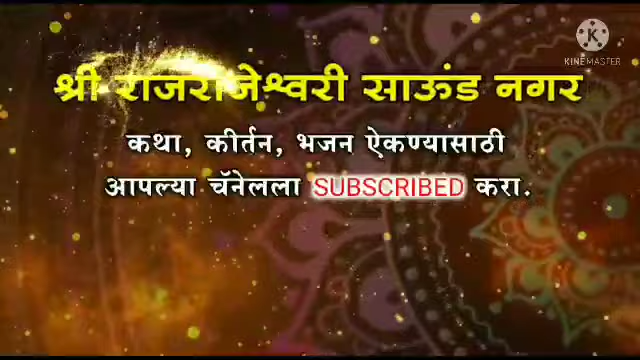 K
KINEMASTER
श्री राजराजेश्वरी साऊंड नगर
कथा, कीर्तन, भजन ऐकण्यासाठी
आपल्या चॅनेलला SUBSCRIBED करा.